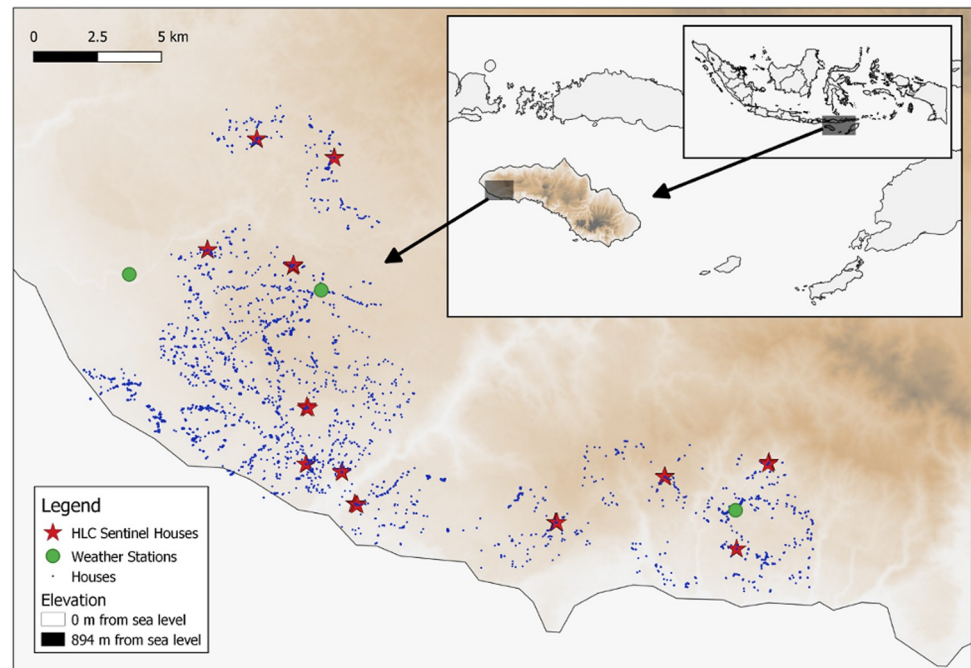 0 2.5 5 km
Legend
HLC Sentinel Houses
Weather Stations
Houses
Elevation
0 m from sea level
894 m from sea level